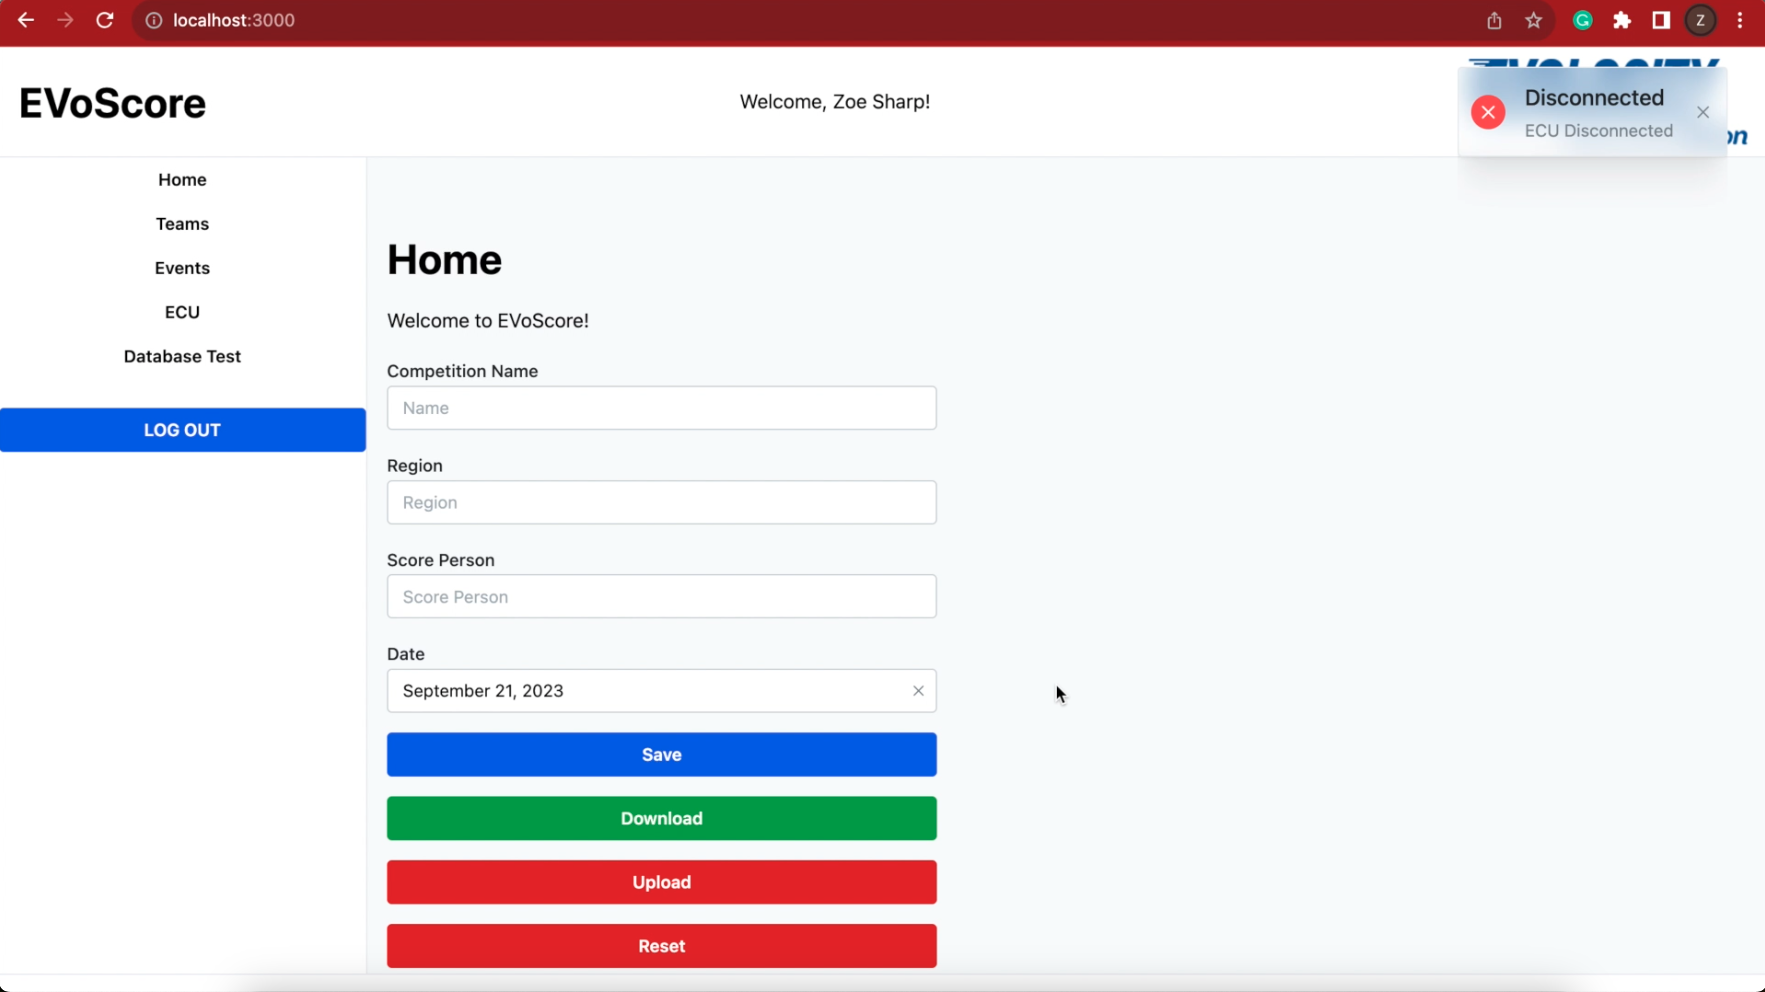 localhost:3000
Z
EVoScore
Welcome, Zoe Sharp!
Disconnected
ECU Disconnected
Home
Teams
Events
ECU
Database Test
LOG OUT
Home
Welcome to EVoScore!
Competition Name
Name
Region
Region
Score Person
Score Person
Date
September 21, 2023
Save
Download
Upload
Reset